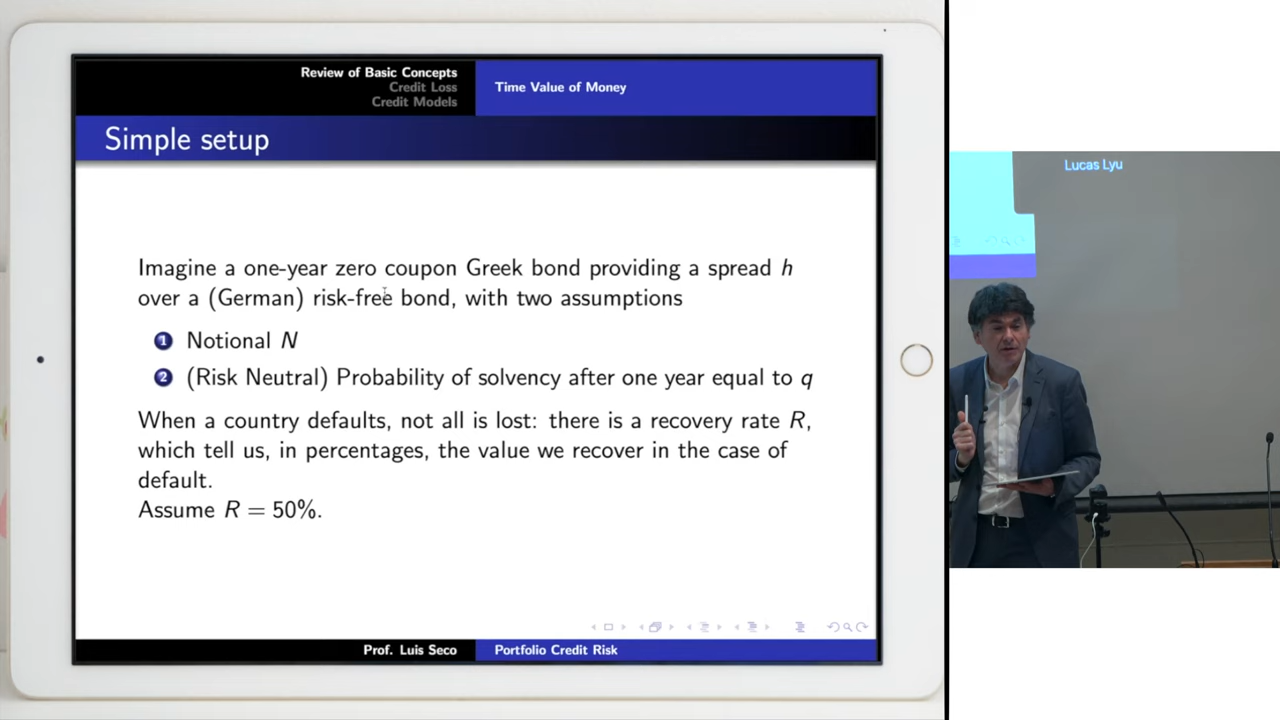 Review of Basic Concepts
Credit Loss
Credit Models
Time Value of Money
Simple setup
Imagine a one-year zero coupon Greek bond providing a spread h
over a (German) risk-free bond, with two assumptions
1 Notional N
2 (Risk Neutral) Probability of solvency after one year equal to q
When a country defaults, not all is lost: there is a recovery rate R,
which tell us, in percentages, the value we recover in the case of
default.
Assume R = 50%.
Prof. Luis Seco
Portfolio Credit Risk
Lucas Lyu